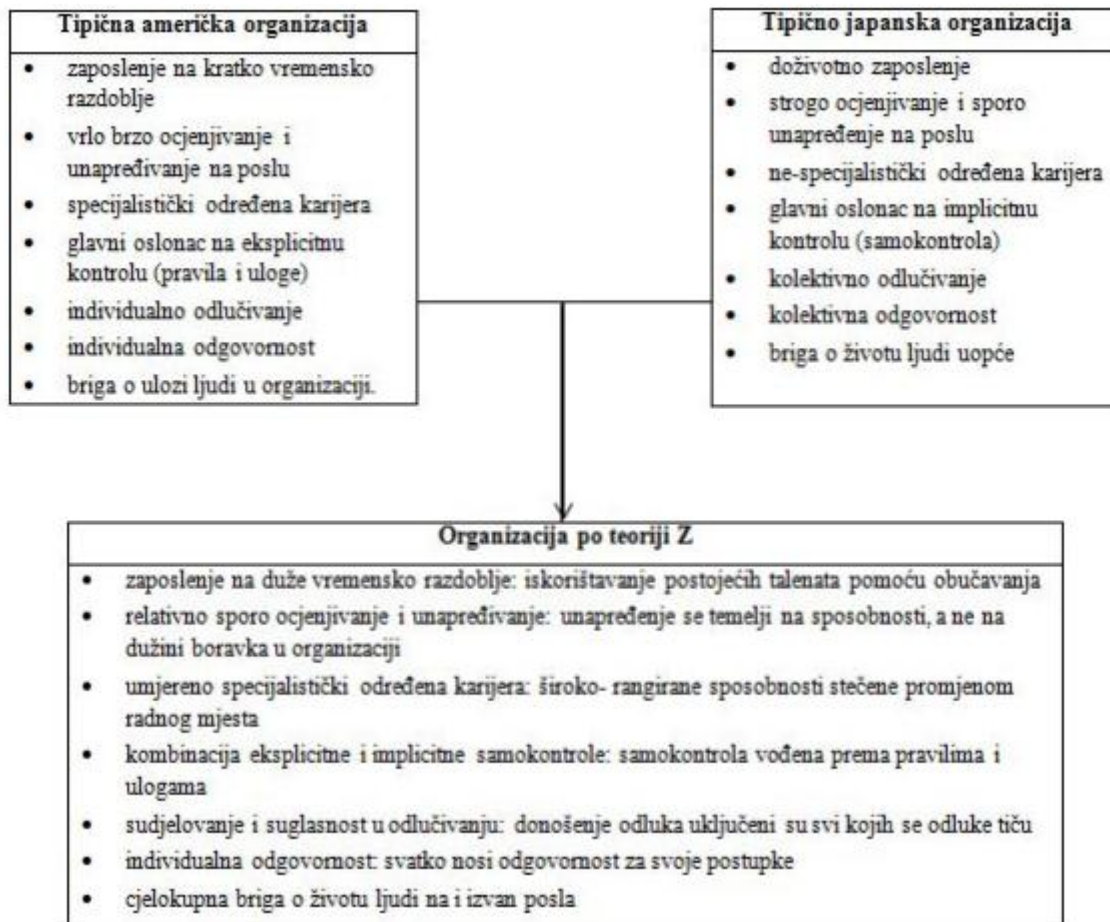 Tipična američka organizacija
• zaposlenje na kratko vremensko
razdoblje
• vrlo brzo ocjenjivanje i
unapređivanje na poslu
• specijalistički određena karijera
• glavni oslonac na eksplicitnu
kontrolu (pravila i uloge)
• individualno odlučivanje
• individualna odgovornost
• briga o ulozi ljudi u organizaciji.
Tipično japanska organizacija
• doživotno zaposlenje
• strogo ocjenjivanje i sporo
unapređenje na poslu
• ne-specijalistički određena karijera
• glavni oslonac na implicitnu
kontrolu (samokontrola)
• kolektivno odlučivanje
• kolektivna odgovornost
• briga o životu ljudi uopće
Organizacija po teoriji Z
• zaposlenje na duže vremensko razdoblje: iskorištavanje postojećih talenata pomoću obučavanja
• relativno sporo ocjenjivanje i unapređivanje: unapređenje se temelji na sposobnosti, a ne na
dužini boravka u organizaciji
• umjereno specijalistički određena karijera: široko- rangirane sposobnosti stečene promjenom
radnog mjesta
• kombinacija eksplicitne i implicitne samokontrole: samokontrola vođena prema pravilima i
ulogama
• sudjelovanje i suglasnost u odlučivanju: donošenje odluka uključeni su svi kojih se odluke tiču
• individualna odgovornost: svatko nosi odgovornost za svoje postupke
• cjelokupna briga o životu ljudi na i izvan posla